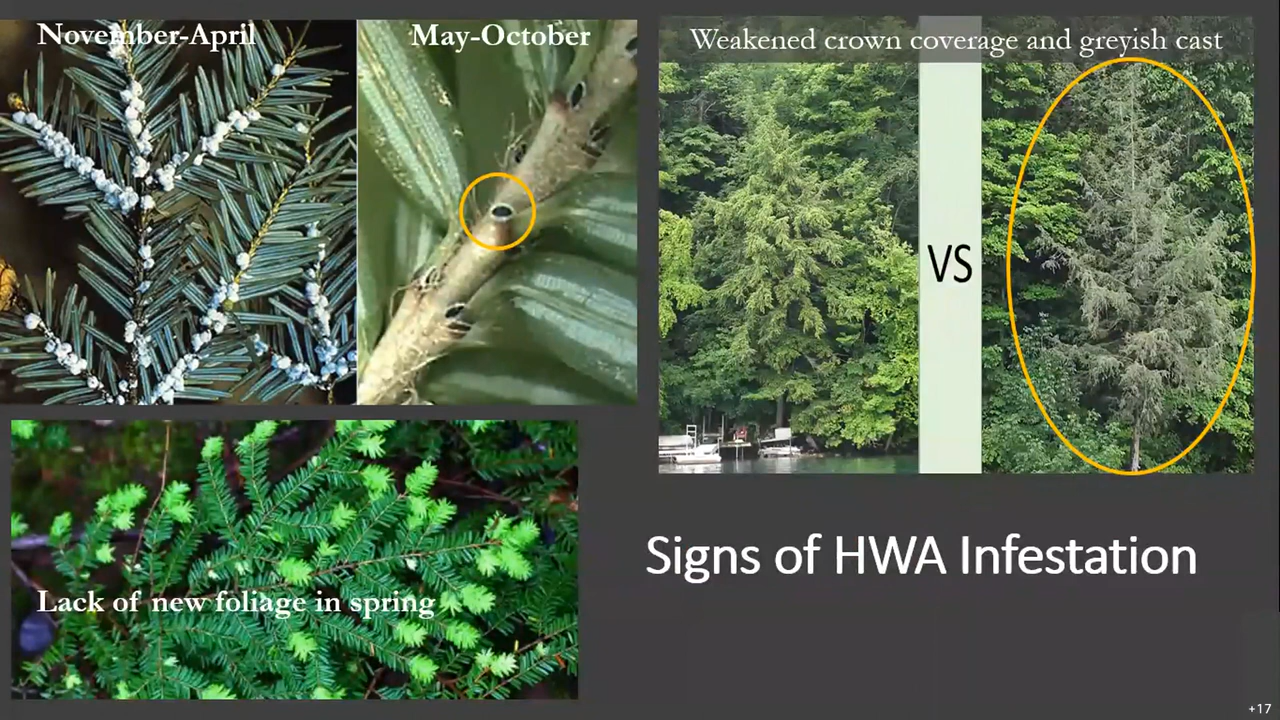 November-April
May-October
Weakened crown coverage and greyish cast
VS
Lack of new foliage in spring
Signs of HWA Infestation
+17